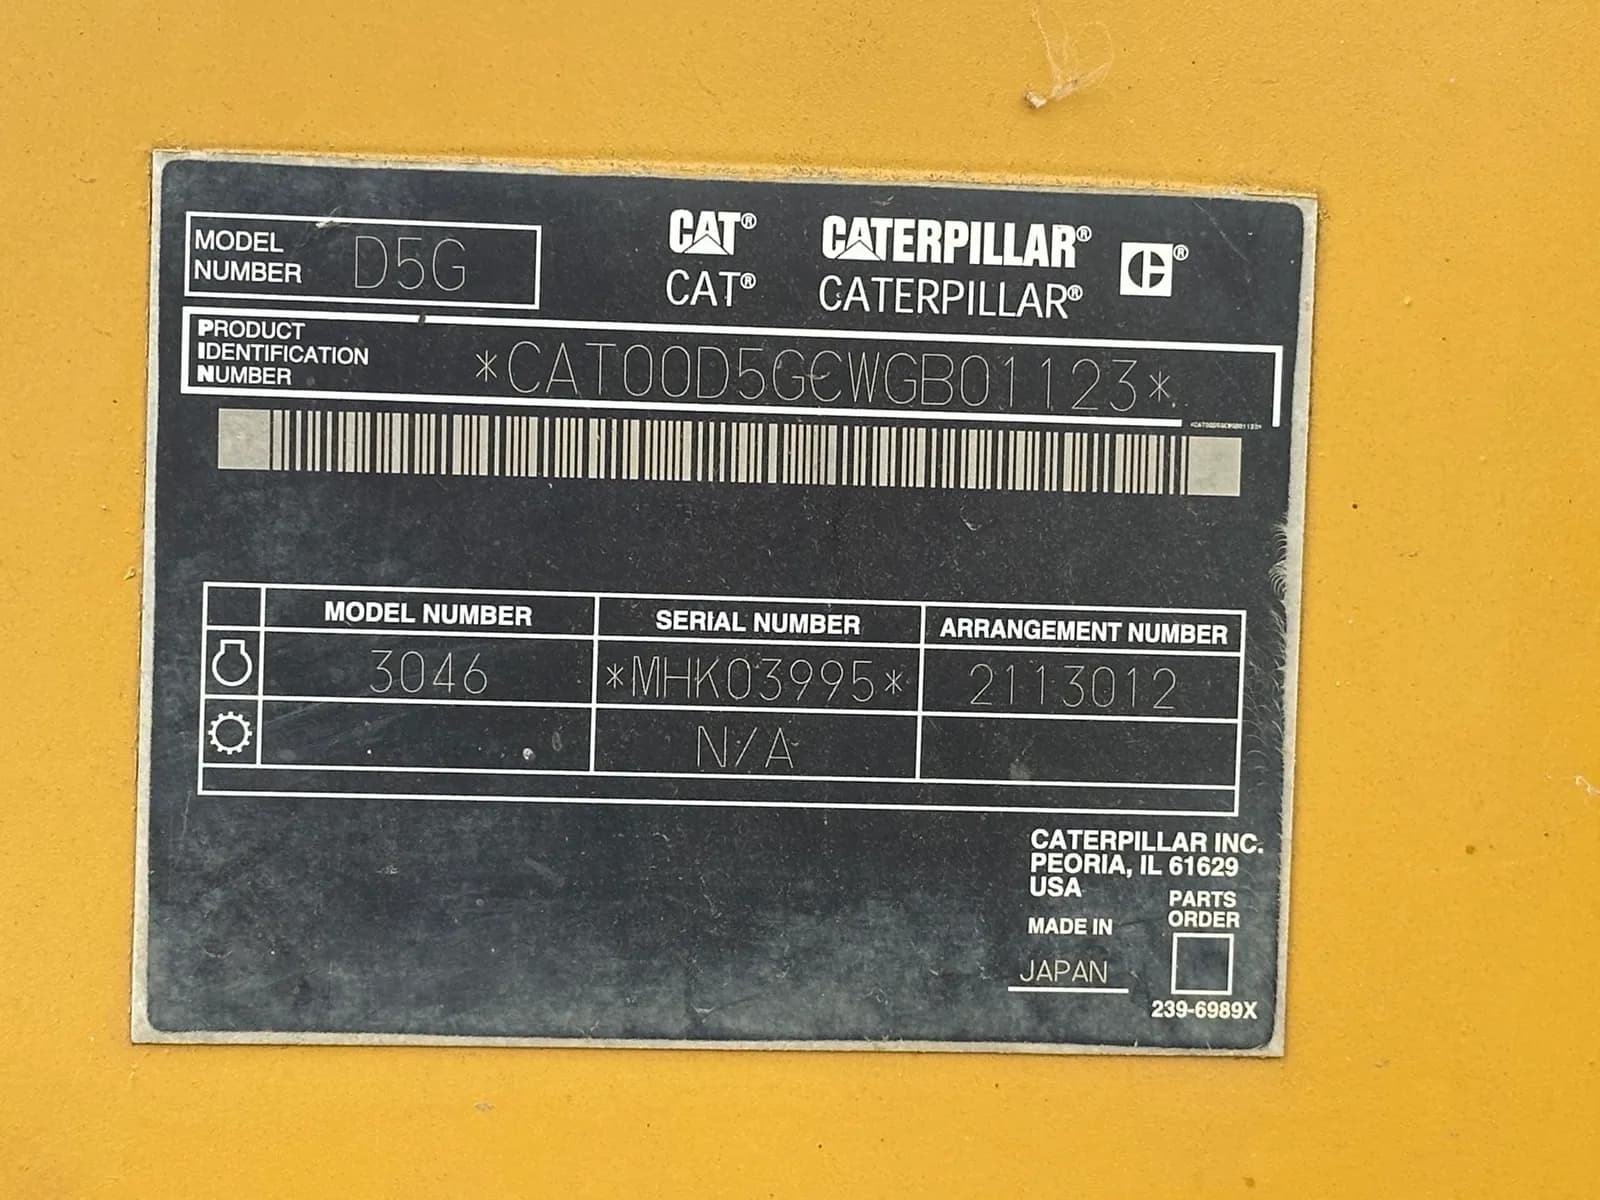 MODEL NUMBER D5G
CAT® CATERPILLAR® ®
CAT® CATERPILLAR®
PRODUCT IDENTIFICATION NUMBER *CAT00D5GCWGB01123*
*CAT00D5GCWGB01123*
MODEL NUMBER SERIAL NUMBER ARRANGEMENT NUMBER
3046 *MHK03995* 2113012
N/A
CATERPILLAR INC.
PEORIA, IL 61629
USA
MADE IN
JAPAN
PARTS
ORDER
239-6989X